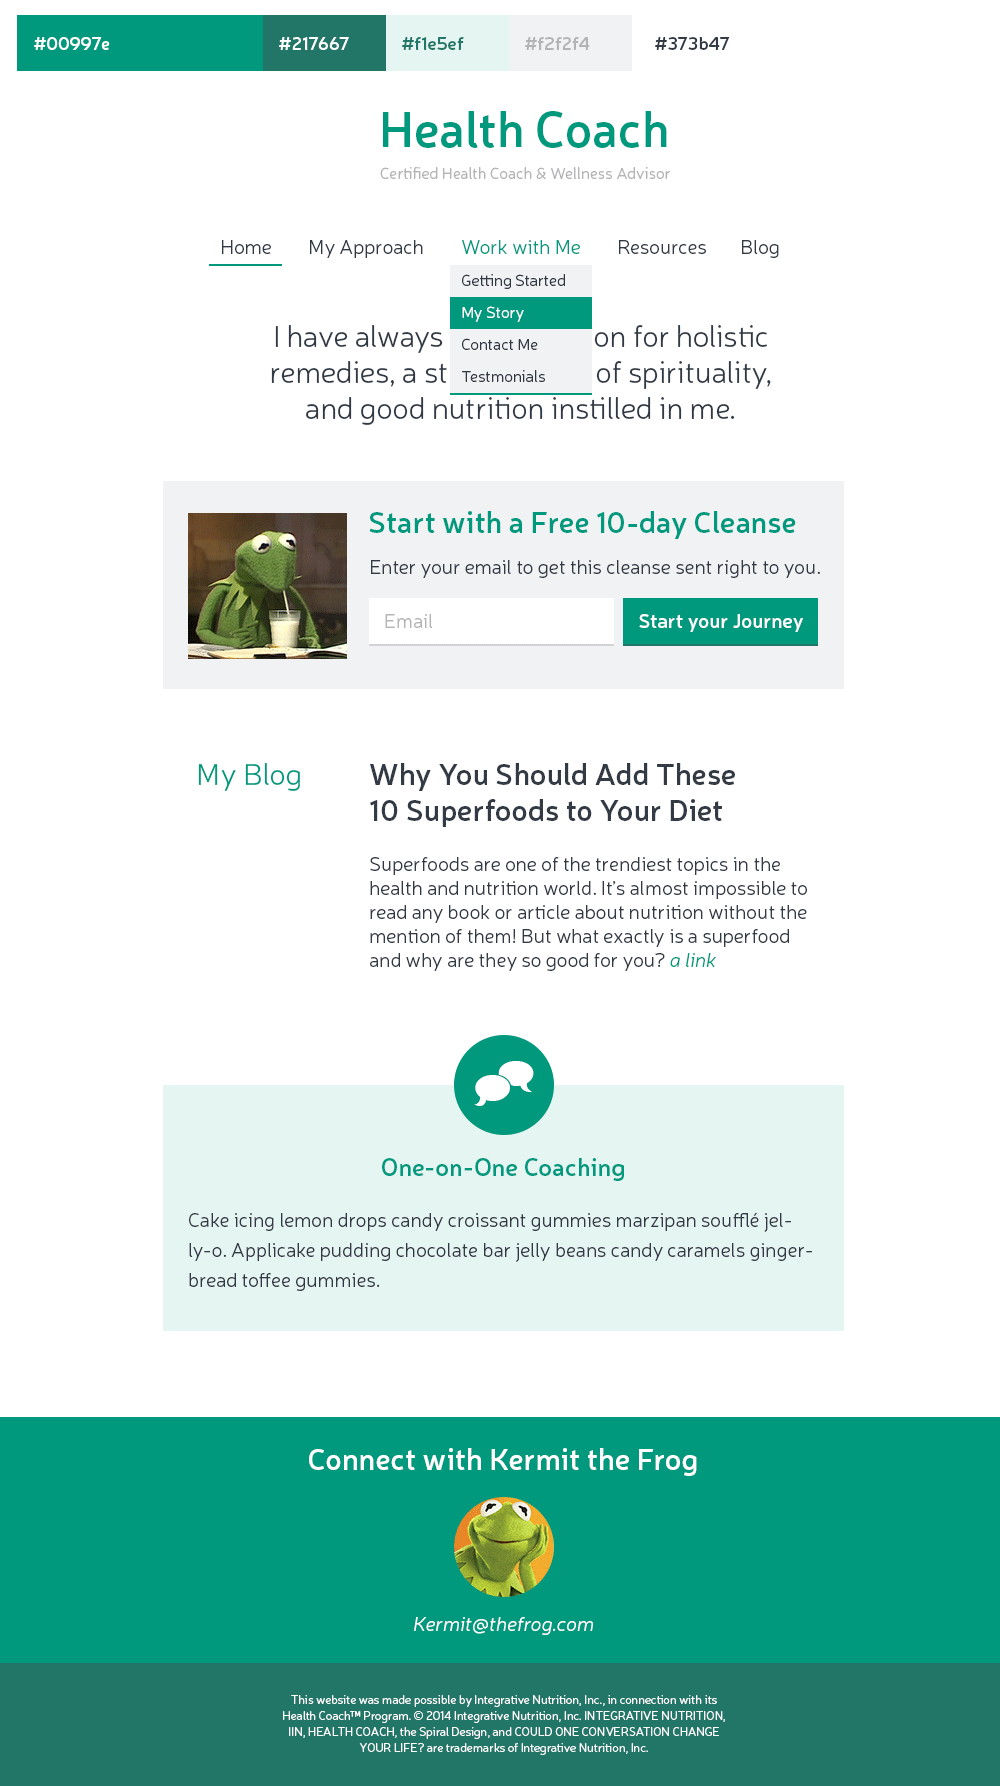 #00997e #217667 #f1e5ef #f2f2f4 #373b47
Health Coach
Certified Health Coach & Wellness Advisor
Home My Approach Work with Me Resources Blog
Getting Started
My Story
Contact Me
Testmonials
I have always on for holistic
remedies, a st of spirituality,
and good nutrition instilled in me.
Start with a Free 10-day Cleanse
Enter your email to get this cleanse sent right to you.
Email Start your Journey
My Blog
Why You Should Add These
10 Superfoods to Your Diet
Superfoods are one of the trendiest topics in the
health and nutrition world. It's almost impossible to
read any book or article about nutrition without the
mention of them! But what exactly is a superfood
and why are they so good for you? a link
One-on-One Coaching
Cake icing lemon drops candy croissant gummies marzipan soufflé jel-
ly-o. Applicake pudding chocolate bar jelly beans candy caramels ginger-
bread toffee gummies.
Connect with Kermit the Frog
Kermit@thefrog.com
This website was made possible by Integrative Nutrition, Inc., in connection with its
Health Coach™ Program. © 2014 Integrative Nutrition, Inc. INTEGRATIVE NUTRITION,
IIN, HEALTH COACH, the Spiral Design, and COULD ONE CONVERSATION CHANGE
YOUR LIFE? are trademarks of Integrative Nutrition, Inc.